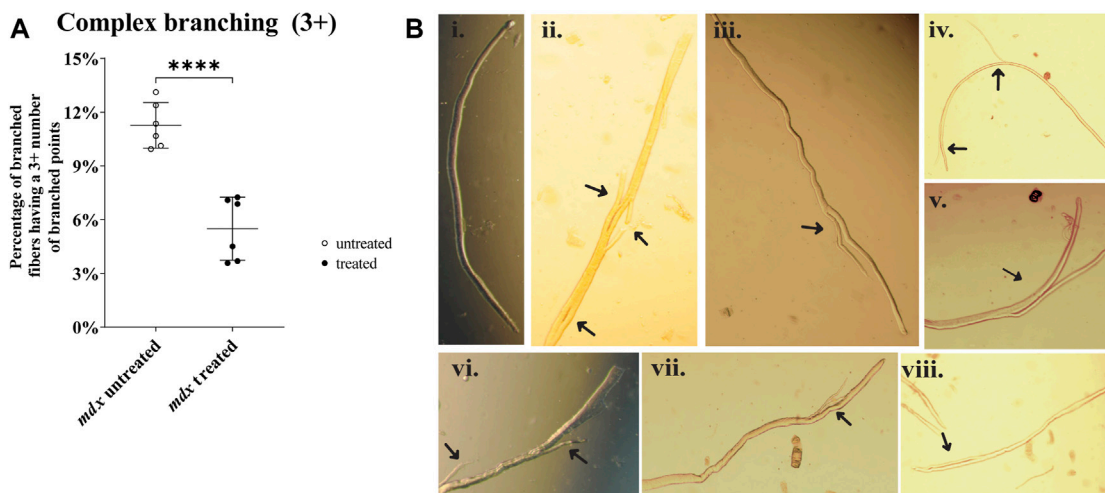 A
Complex branching (3+)
15%
12%
9%
6%
3%
0%
****
Percentage of branched
fibers having a 3+ number
of branched points
untreated
treated
mdx untreated
mdx treated
B
i.
ii.
iii.
iv.
v.
vi.
vii.
viii.